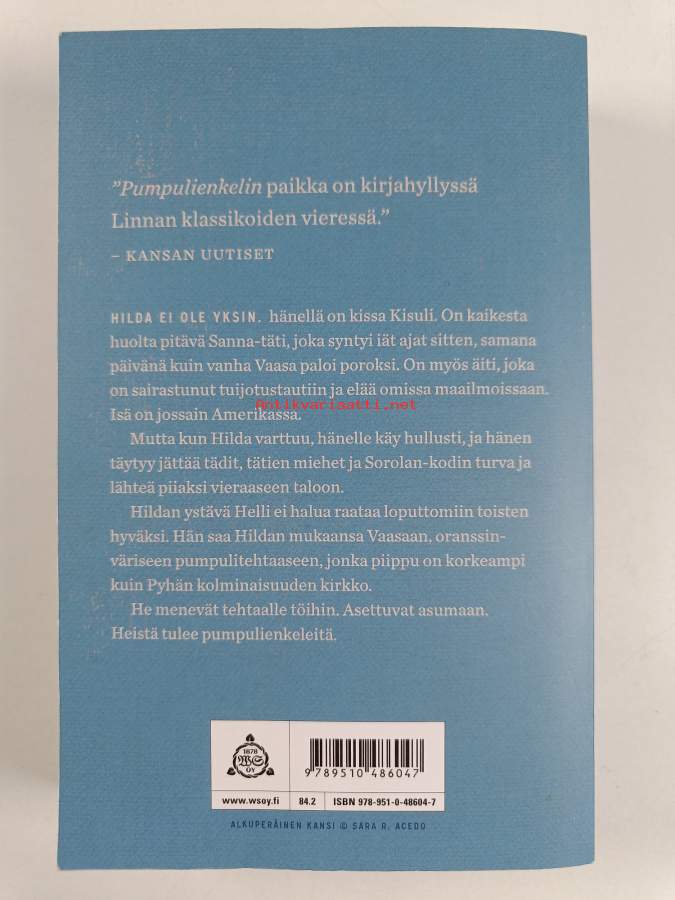 ”Pumpulienkelin paikka on kirjahyllyssä
Linnan klassikoiden vieressä.”
– KANSAN UUTISET
HILDA EI OLE YKSIN. hänellä on kissa Kisuli. On kaikesta
huolta pitävä Sanna-täti, joka syntyi iät ajat sitten, samana
päivänä kuin vanha Vaasa paloi poroksi. On myös äiti, joka
on sairastunut tuijotustautiin ja elää omissa maailmoissaan.
Antikvariaatti.net
Isä on jossain Amerikassa.
Mutta kun Hilda varttuu, hänelle käy hullusti, ja hänen
täytyy jättää tädit, tätien miehet ja Sorolan-kodin turva ja
lähteä piiaksi vieraaseen taloon.
Hildan ystävä Helli ei halua raataa loputtomiin toisten
hyväksi. Hän saa Hildan mukaansa Vaasaan, oranssin-
väriseen pumpulitehtaaseen, jonka piippu on korkeampi
kuin Pyhän kolminaisuuden kirkko.
He menevät tehtaalle töihin. Asettuvat asumaan.
Heistä tulee pumpulienkeleitä.
1878
WS
OY
9 789510 486047
www.wsoy.fi 84.2 ISBN 978-951-0-48604-7
ALKUPERÄINEN KANSI © SARA R. ACEDO